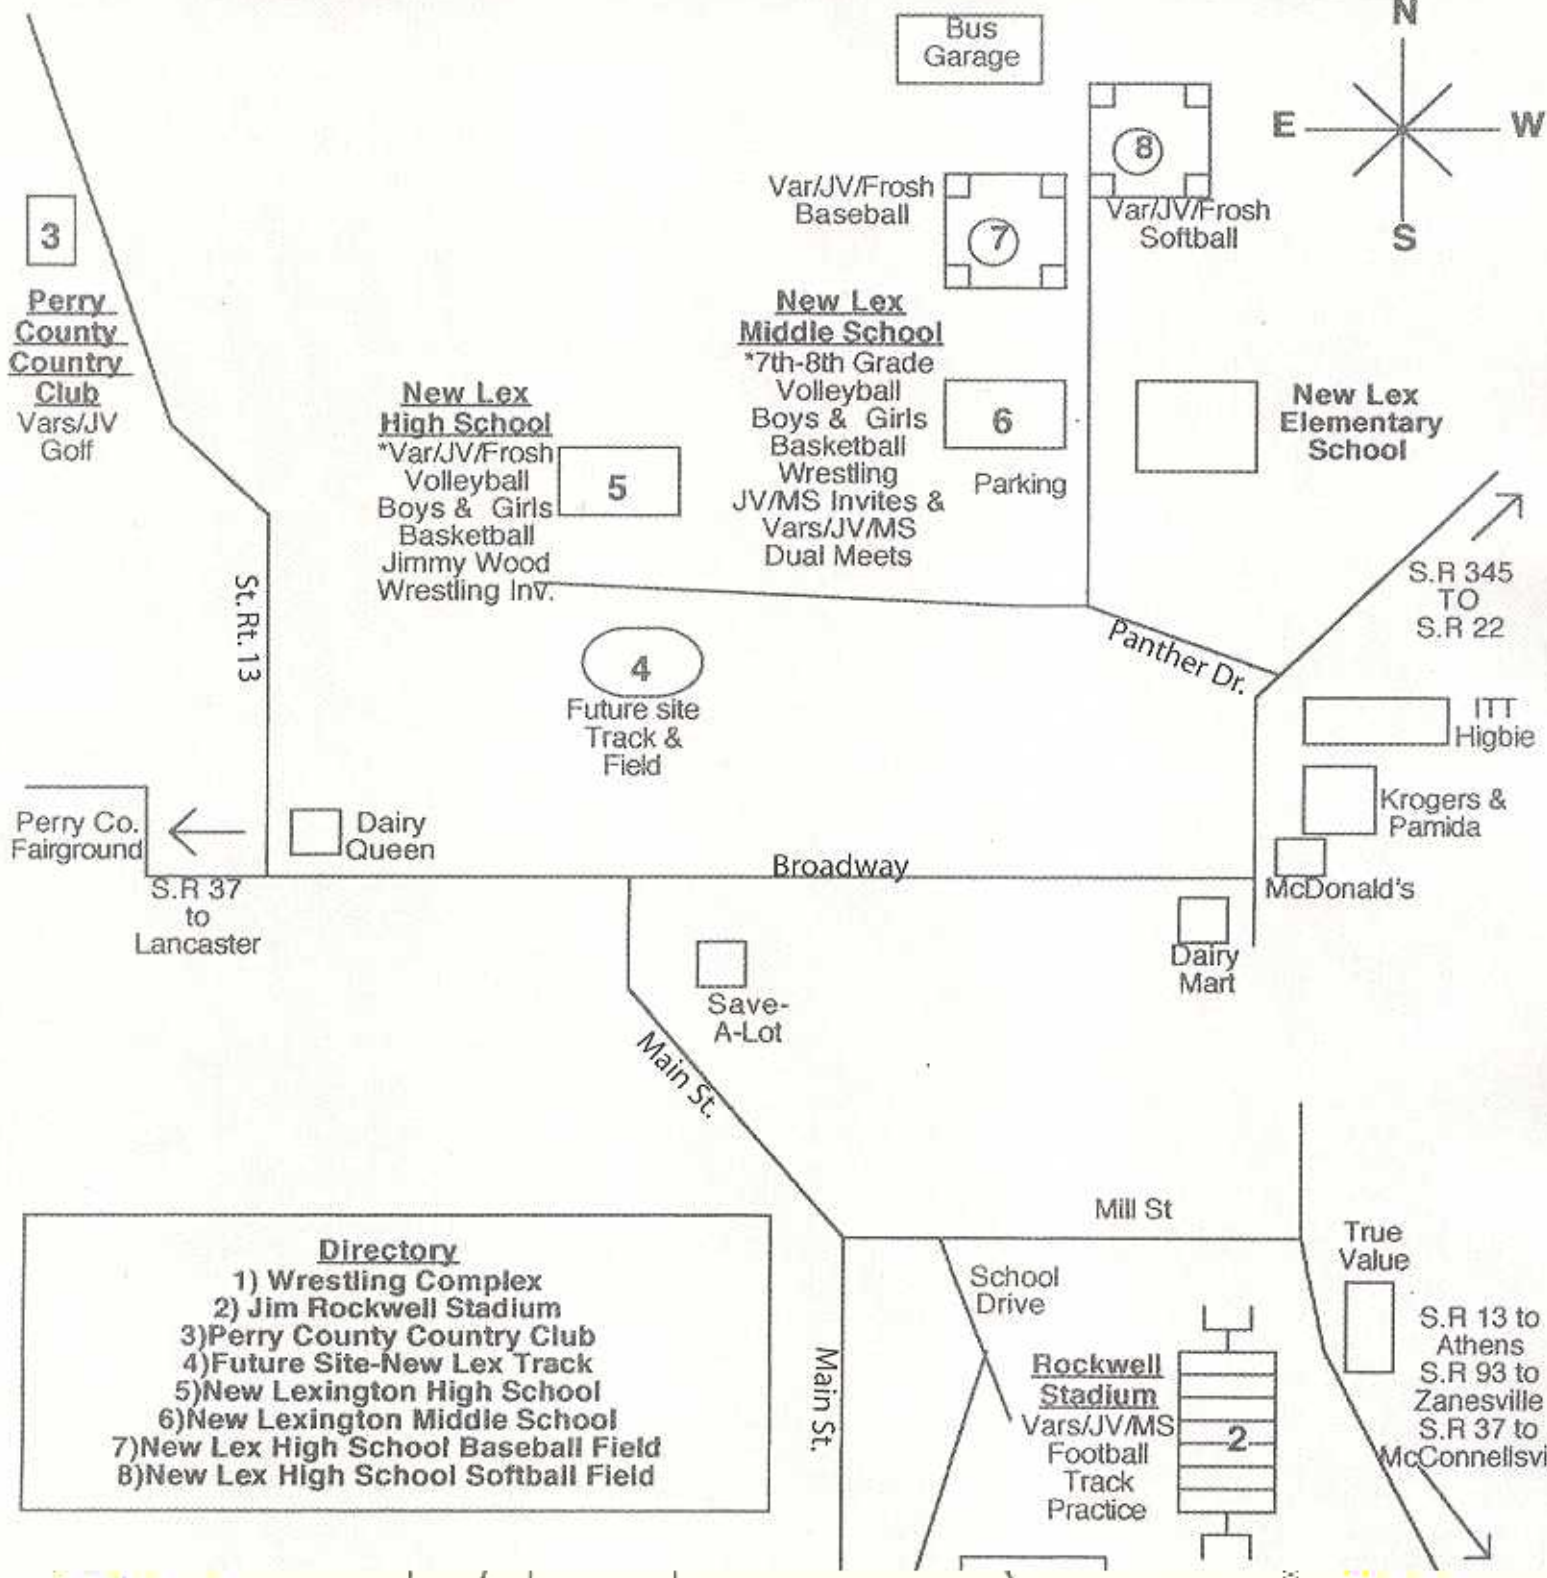 N
E
W
S
Bus
Garage
8
Var/JV/Frosh
Softball
Var/JV/Frosh
Baseball
7
3
Perry
County
Country
Club
Vars/JV
Golf
New Lex
High School
*Var/JV/Frosh
Volleyball
Boys & Girls
Basketball
Jimmy Wood
Wrestling Inv.
5
New Lex
Middle School
*7th-8th Grade
Volleyball
Boys & Girls
Basketball
Wrestling
JV/MS Invites &
Vars/JV/MS
Dual Meets
6
Parking
New Lex
Elementary
School
S.R 345
TO
S.R 22
St.Rt. 13
Panther Dr.
4
Future site
Track &
Field
ITT
Higbie
Krogers &
Pamida
McDonald's
Perry Co.
Fairground
Dairy
Queen
Broadway
S.R 37
to
Lancaster
Dairy
Mart
Save-
A-Lot
Main St.
Mill St
True
Value
School
Drive
Main St.
Rockwell
Stadium
Vars/JV/MS
Football
Track
Practice
2
S.R 13 to
Athens
S.R 93 to
Zanesville
S.R 37 to
McConnellsvi
Directory
1) Wrestling Complex
2) Jim Rockwell Stadium
3)Perry County Country Club
4)Future Site-New Lex Track
5)New Lexington High School
6)New Lexington Middle School
7)New Lex High School Baseball Field
8)New Lex High School Softball Field